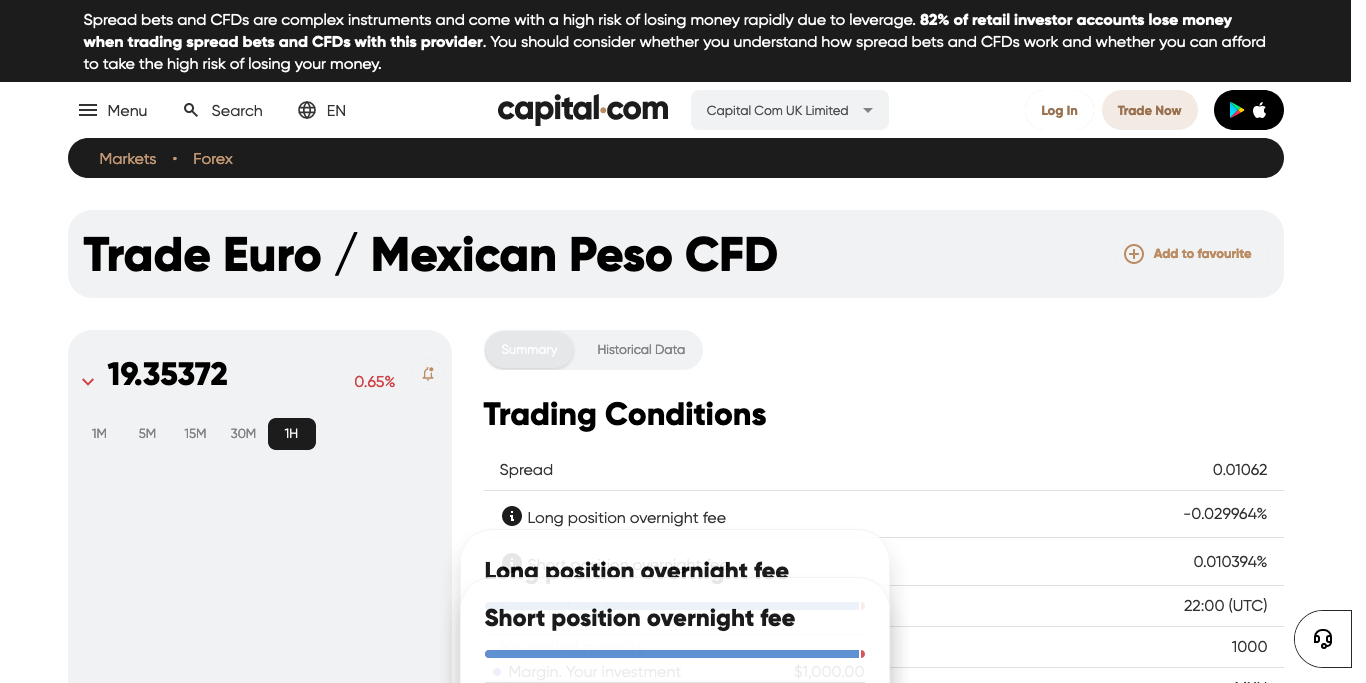 Spread bets and CFDs are complex instruments and come with a high risk of losing money rapidly due to leverage. 82% of retail investor accounts lose money
when trading spread bets and CFDs with this provider. You should consider whether you understand how spread bets and CFDs work and whether you can afford
to take the high risk of losing your money.
Menu Search EN capital.com Capital Com UK Limited Log In Trade Now
Markets • Forex
Trade Euro / Mexican Peso CFD Add to favourite
19.35372 0.65%
1M 5M 15M 30M 1H
Summary Historical Data
Trading Conditions
Spread 0.01062
Long position overnight fee -0.029964%
Short position overnight fee 0.010394%
Long position overnight fee
22:00 (UTC)
Short position overnight fee
1000
Margin. Your investment $1,000.00